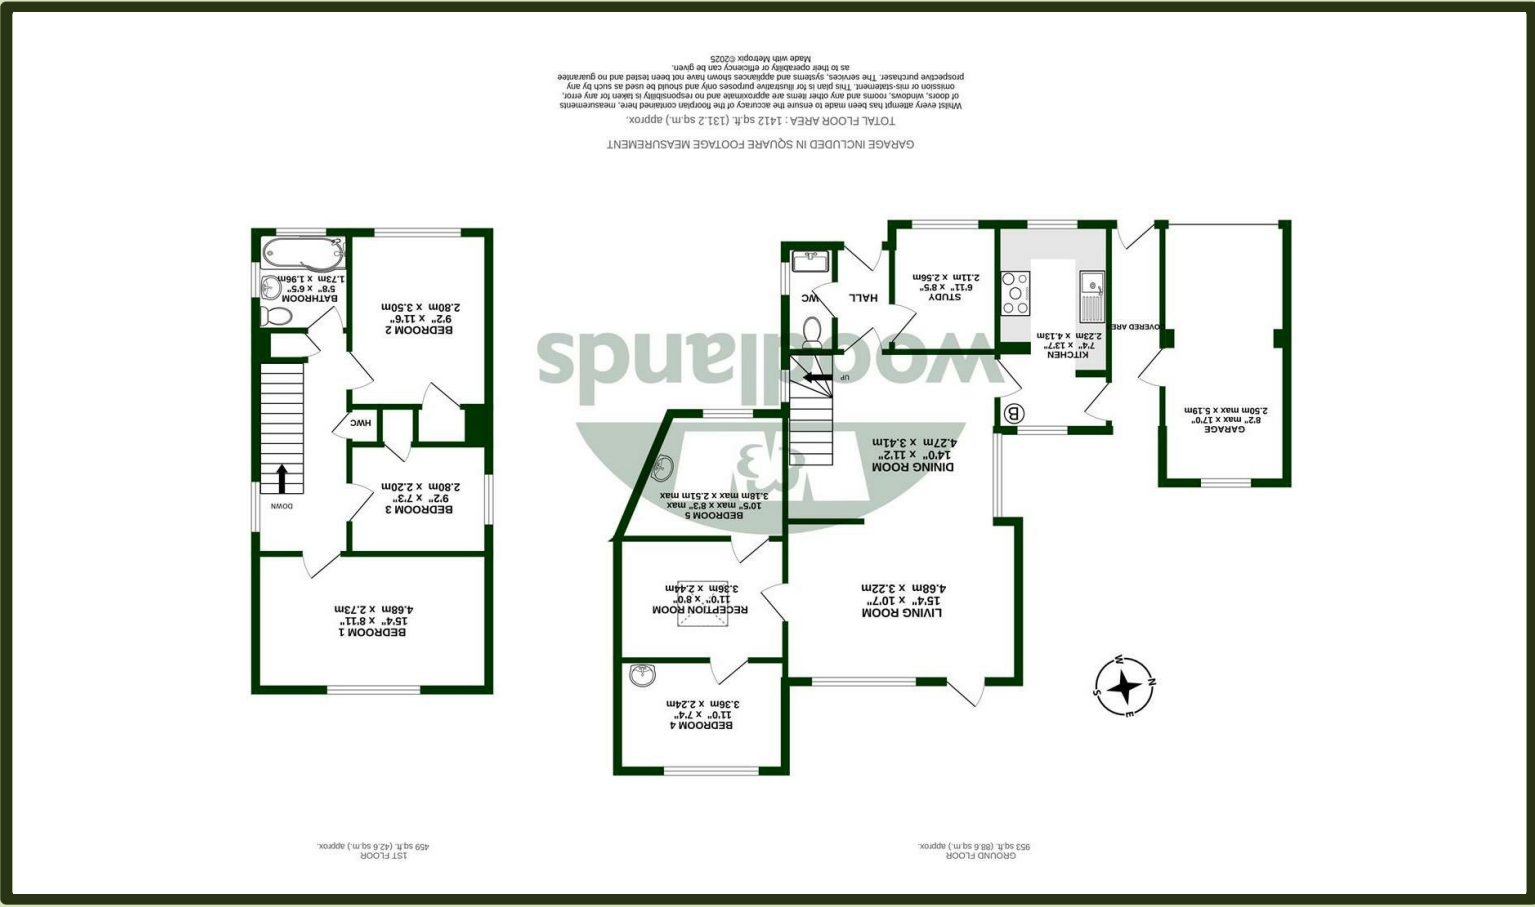 GROUND FLOOR
953 sq.ft. (88.6 sq.m.) approx.
1ST FLOOR
459 sq.ft. (42.6 sq.m.) approx.
BEDROOM 4
11'0" x 7'4"
3.36m x 2.24m
RECEPTION ROOM
11'0" x 8'0"
3.36m x 2.44m
LIVING ROOM
15'4" x 10'7"
4.68m x 3.22m
BEDROOM 5
10'5" max x 8'3" max
3.18m max x 2.51m max
DINING ROOM
14'0" x 11'2"
4.27m x 3.41m
UP
KITCHEN
7'4" x 13'7"
2.23m x 4.13m
B
STUDY
6'11" x 8'5"
2.11m x 2.56m
HALL
WC
GARAGE
8'2" max x 17'0"
2.50m max x 5.19m
OVERED ARE
N
E
S
W
BEDROOM 1
15'4" x 8'11"
4.68m x 2.73m
DOWN
BEDROOM 3
9'2" x 7'3"
2.80m x 2.20m
HWC
BEDROOM 2
9'2" x 11'6"
2.80m x 3.50m
BATHROOM
5'8" x 6'5"
1.73m x 1.96m
woodlands
GARAGE INCLUDED IN SQUARE FOOTAGE MEASUREMENT
TOTAL FLOOR AREA : 1412 sq.ft. (131.2 sq.m.) approx.
Whilst every attempt has been made to ensure the accuracy of the floorplan contained here, measurements
of doors, windows, rooms and any other items are approximate and no responsibility is taken for any error,
omission or mis-statement. This plan is for illustrative purposes only and should be used as such by any
prospective purchaser. The services, systems and appliances shown have not been tested and no guarantee
as to their operability or efficiency can be given.
Made with Metropix ©2025